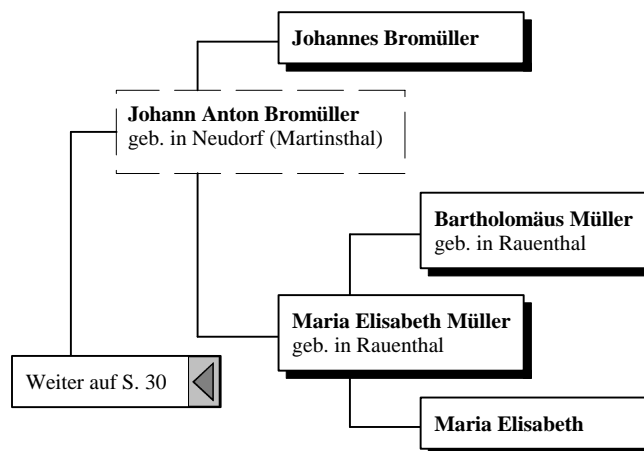 Johannes Bromüller
Johann Anton Bromüller
geb. in Neudorf (Martinsthal)
Bartholomäus Müller
geb. in Rauenthal
Maria Elisabeth Müller
geb. in Rauenthal
Weiter auf S. 30
Maria Elisabeth